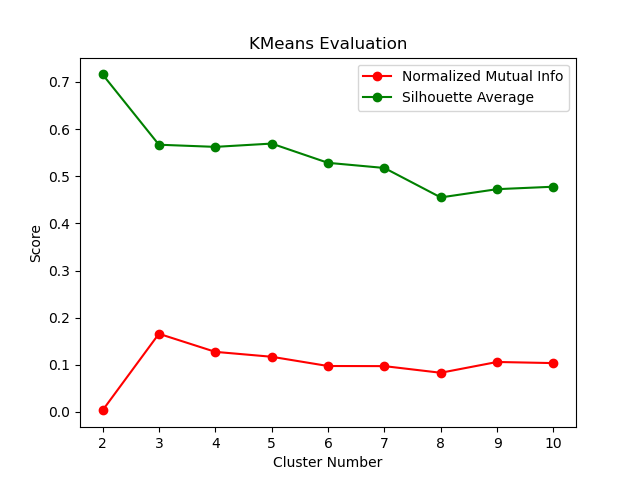 KMeans Evaluation
Normalized Mutual Info
Silhouette Average
Score
0.7
0.6
0.5
0.4
0.3
0.2
0.1
0.0
2 3 4 5 6 7 8 9 10
Cluster Number